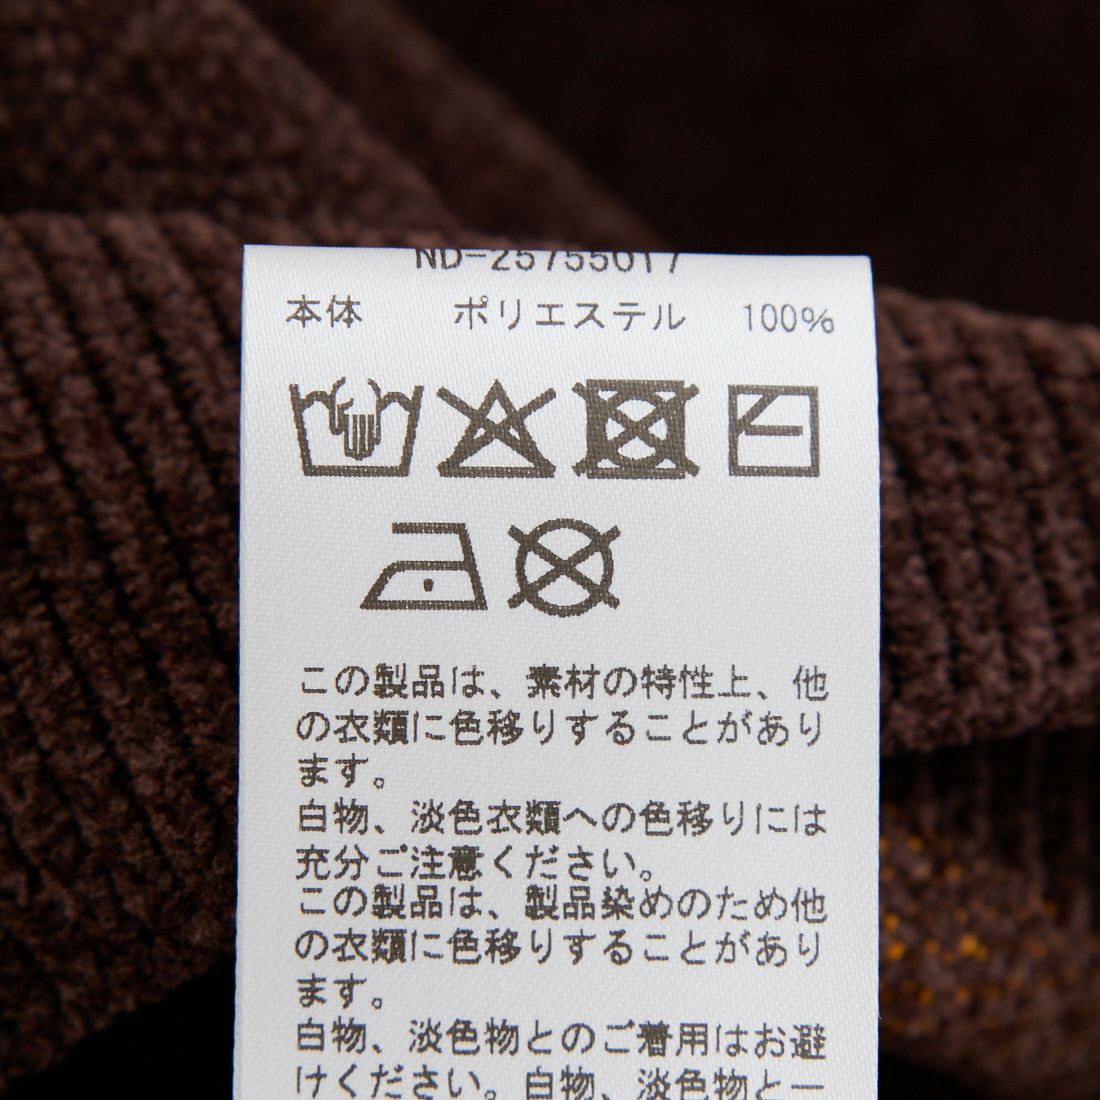 ND-25755017
本体 ポリエステル 100%
この製品は、素材の特性上、他
の衣類に色移りすることがあり
ます。
白物、淡色衣類への色移りには
充分ご注意ください。
この製品は、製品染めのため他
の衣類に色移りすることがあり
ます。
白物、淡色物とのご着用はお避
けください。白物、淡色物と一